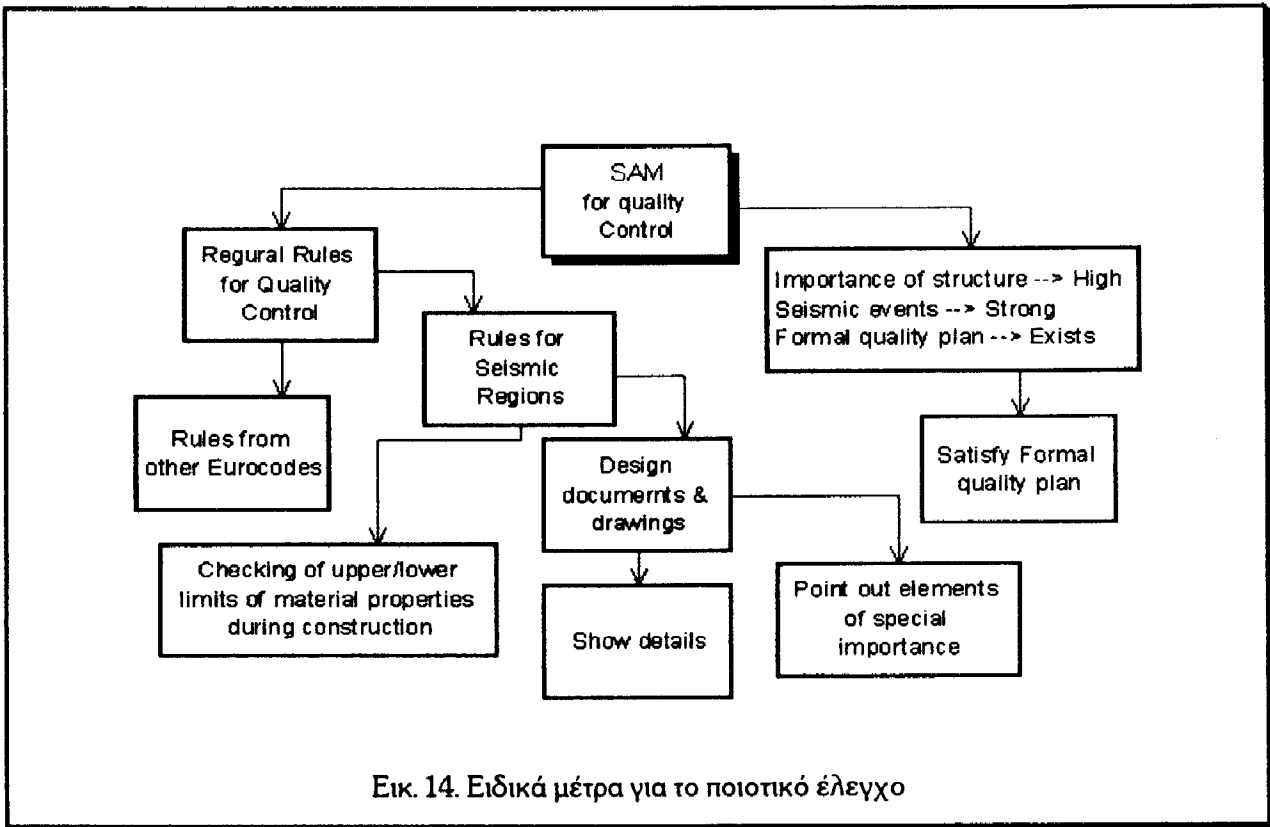 SAM
for quality
Control
Regural Rules
for Quality
Control
Importance of structure --> High
Seismic events --> Strong
Formal quality plan --> Exists
Rules for
Seismic
Regions
Rules from
other Eurocodes
Design
documernts &
drawings
Satisfy Formal
quality plan
Checking of upper/lower
limits of material properties
during construction
Show details
Point out elements
of special
importance
Εικ. 14. Ειδικά μέτρα για το ποιοτικό έλεγχο